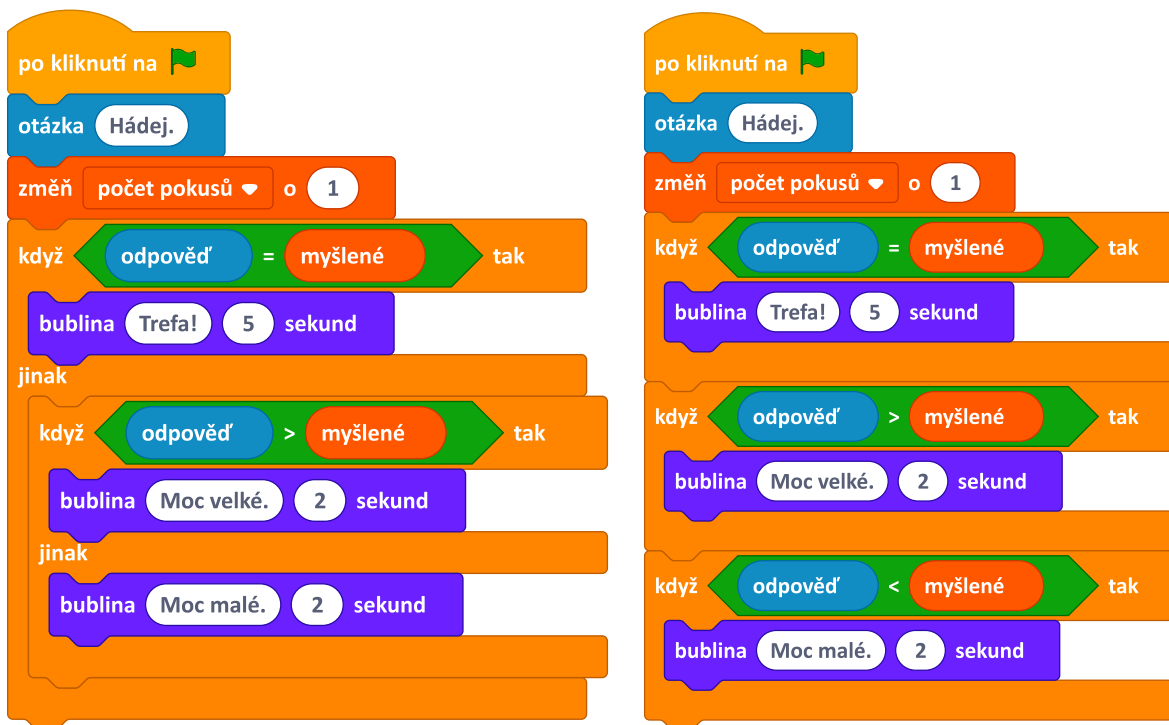 po kliknutí na
otázka Hádej.
změň počet pokusů o 1
když odpověď = myšlené tak
bublina Trefa! 5 sekund
jinak
když odpověď > myšlené tak
bublina Moc velké. 2 sekund
jinak
bublina Moc malé. 2 sekund
po kliknutí na
otázka Hádej.
změň počet pokusů o 1
když odpověď = myšlené tak
bublina Trefa! 5 sekund
když odpověď > myšlené tak
bublina Moc velké. 2 sekund
když odpověď < myšlené tak
bublina Moc malé. 2 sekund